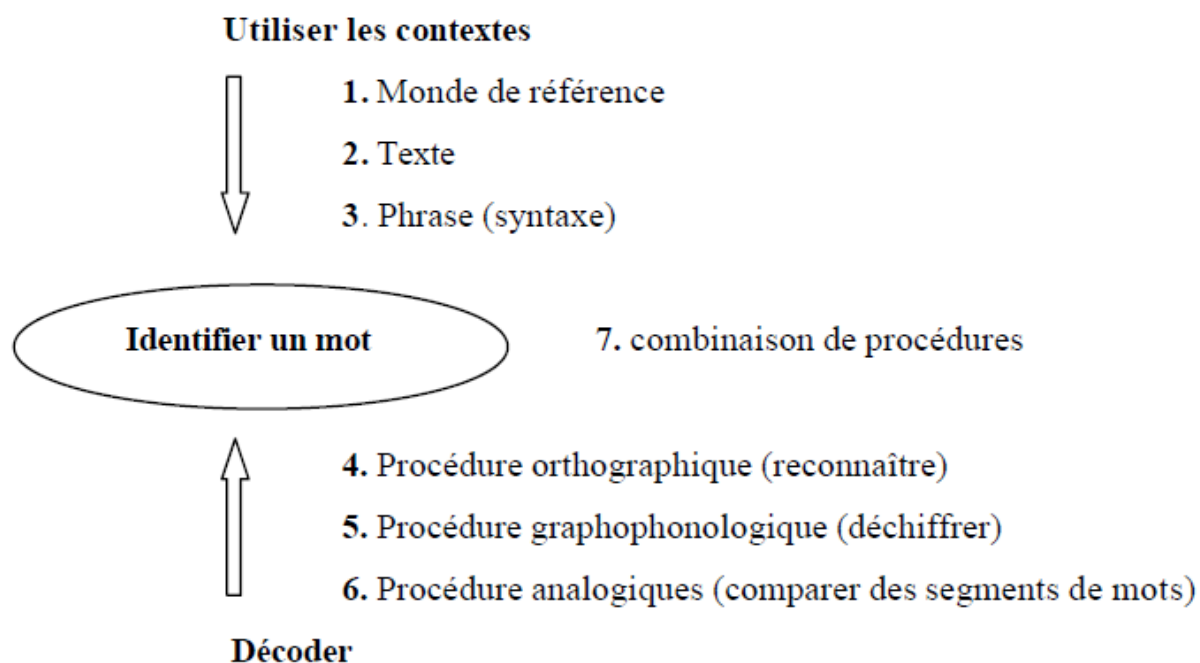 Utiliser les contextes
1. Monde de référence
2. Texte
3. Phrase (syntaxe)
Identifier un mot
7. combinaison de procédures
4. Procédure orthographique (reconnaître)
5. Procédure graphophonologique (déchiffrer)
6. Procédure analogiques (comparer des segments de mots)
Décoder